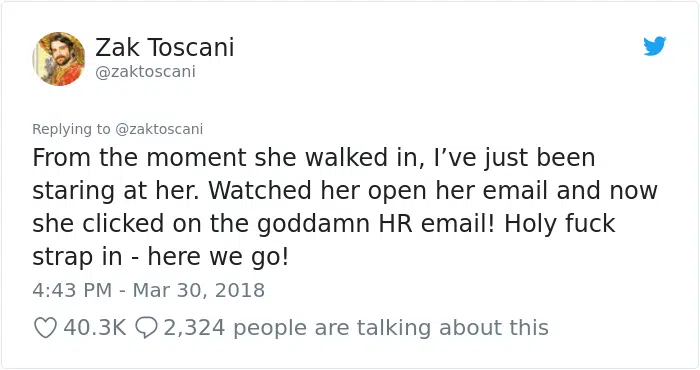 Zak Toscani
@zaktoscani
Replying to @zaktoscani
From the moment she walked in, I’ve just been
staring at her. Watched her open her email and now
she clicked on the goddamn HR email! Holy fuck
strap in - here we go!
4:43 PM - Mar 30, 2018
40.3K 2,324 people are talking about this